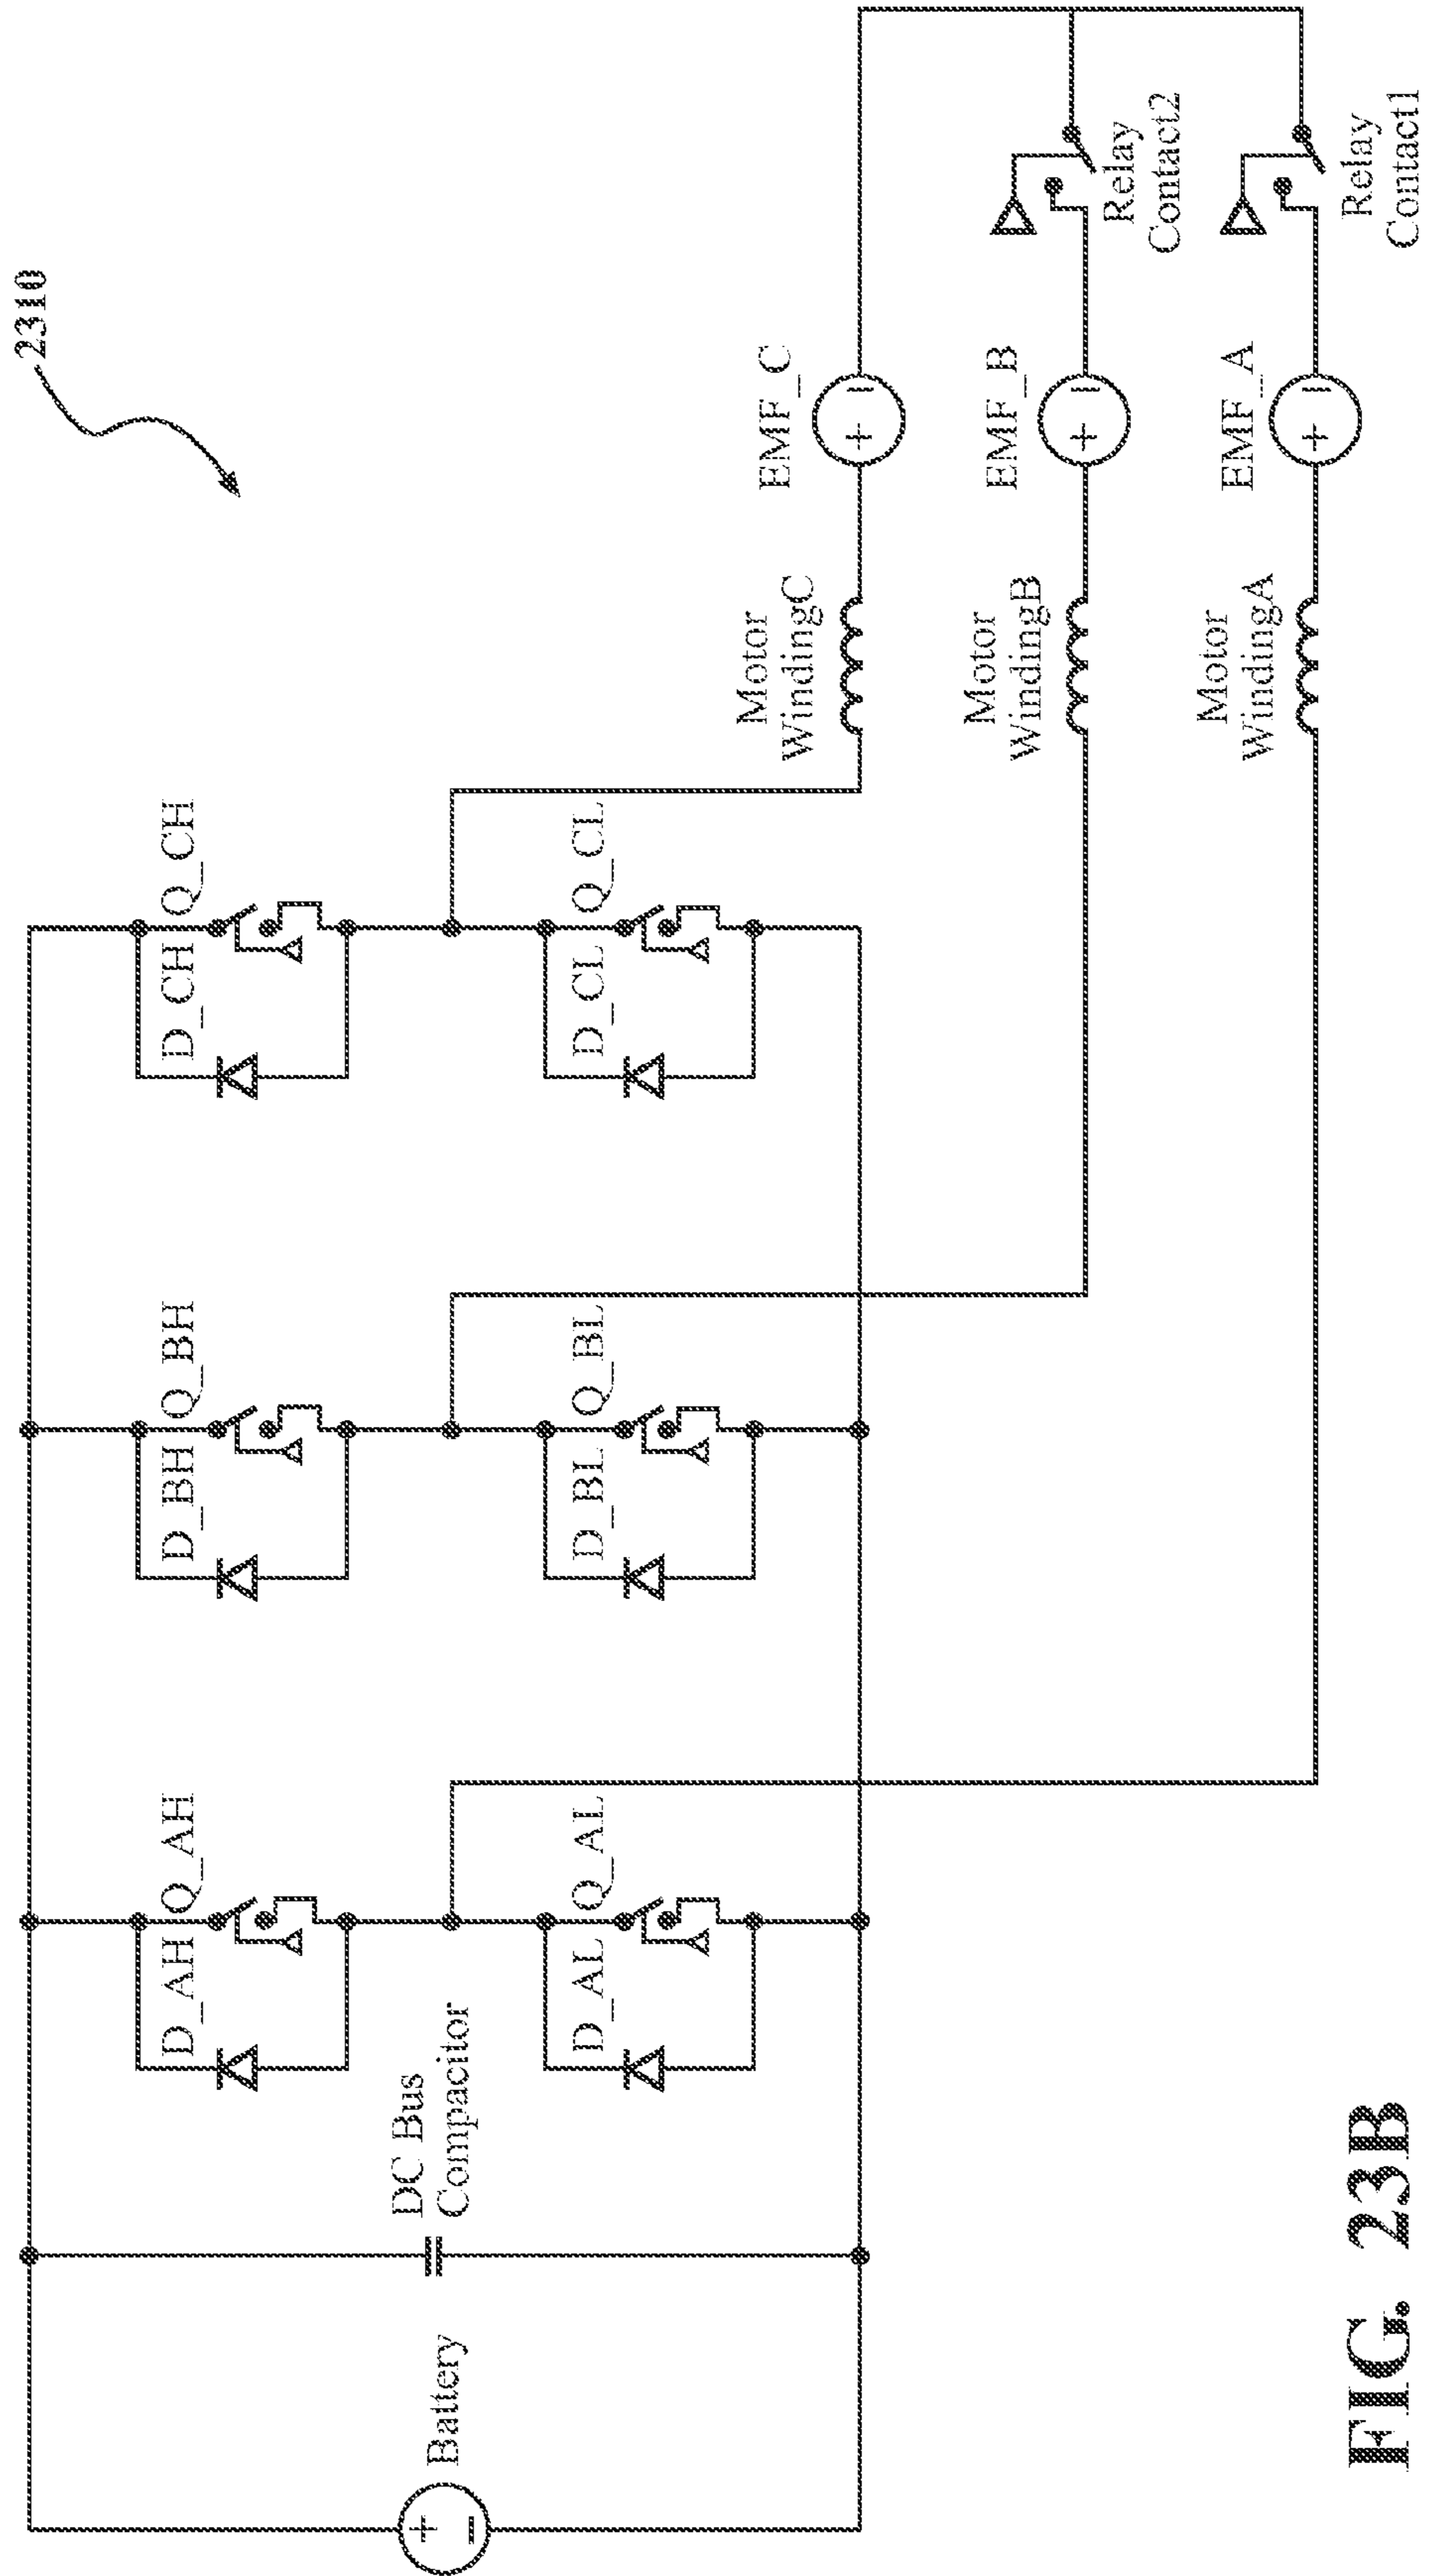 2310
Battery
DC Bus
Compacitor
D_AH
Q_AH
D_BH
Q_BH
D_CH
Q_CH
D_AL
Q_AL
D_BL
Q_BL
D_CL
Q_CL
Motor
WindingC
EMF_C
Motor
WindingB
EMF_B
Relay
Contact2
Motor
WindingA
EMF_A
Relay
Contact1
FIG. 23B